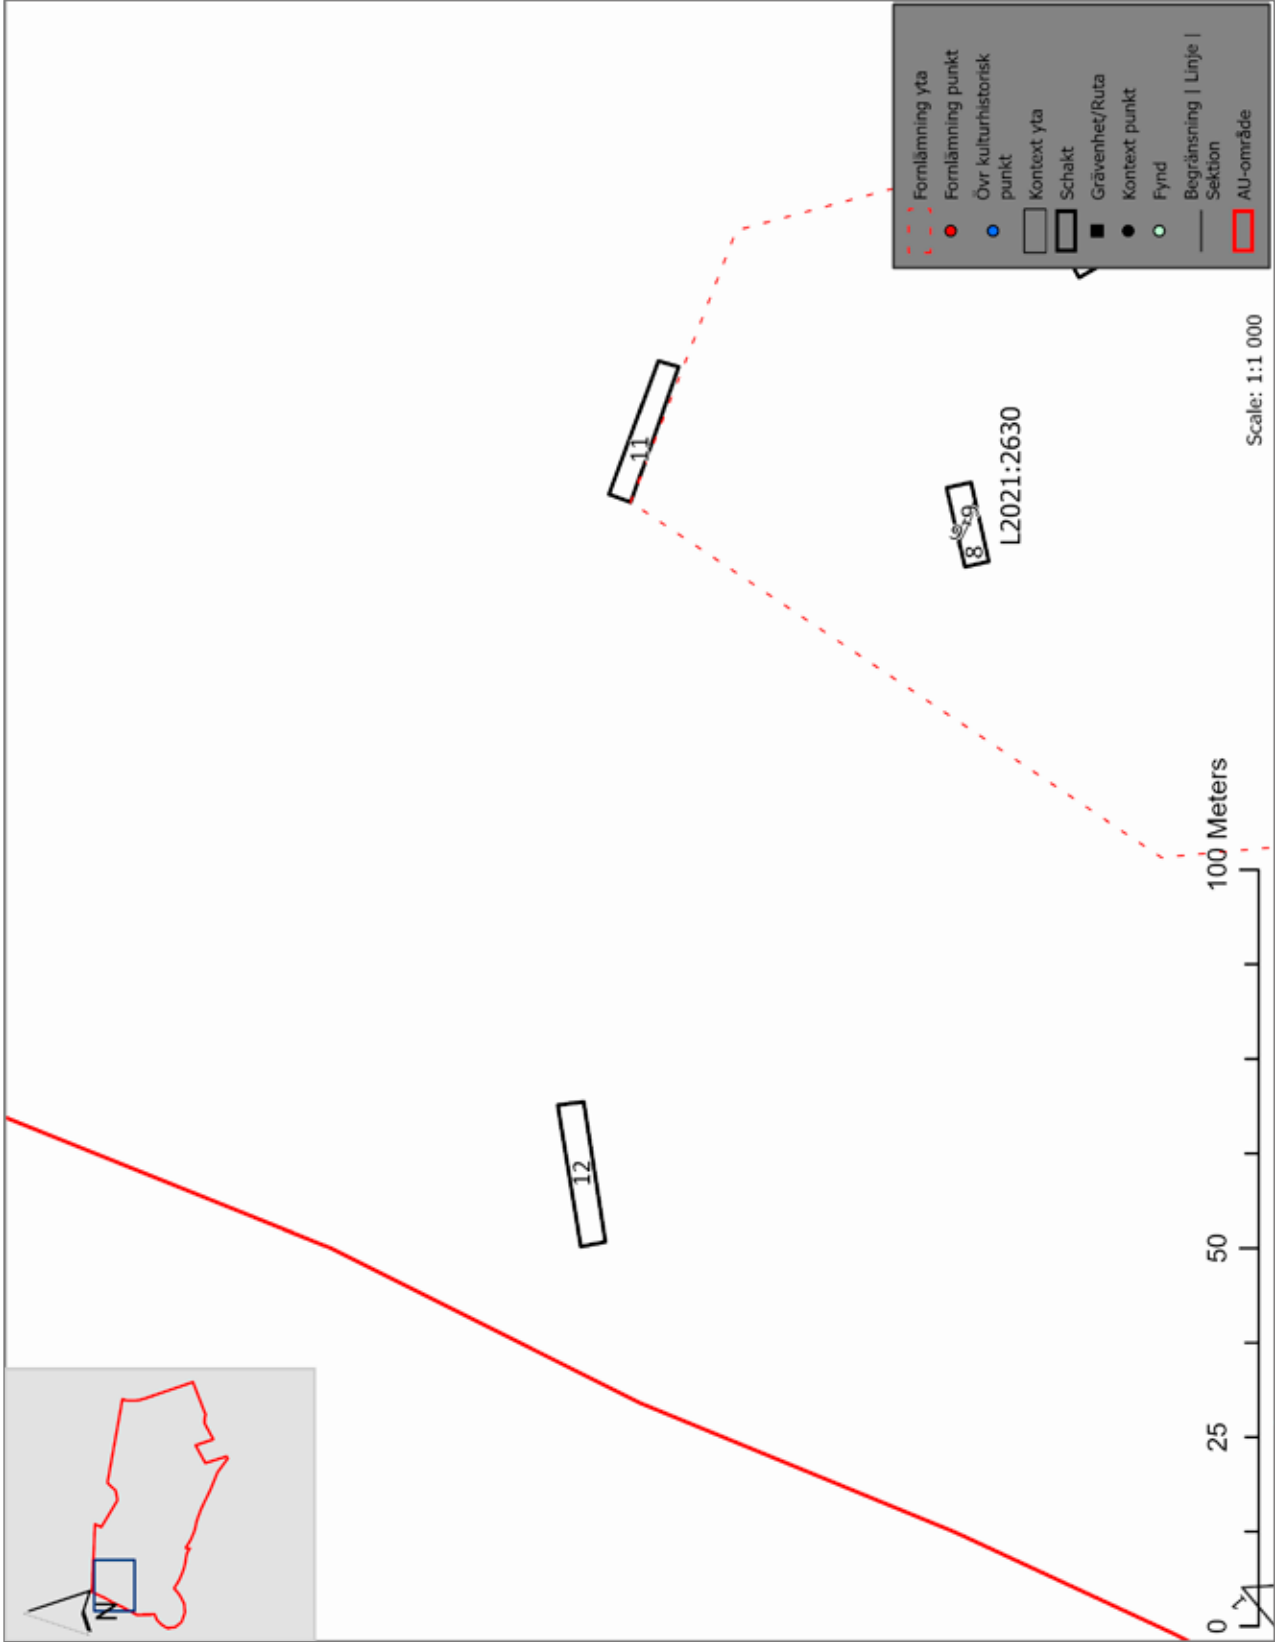 Fornlämning yta
Fornlämning punkt
Övr kulturhistorisk
punkt
Kontext yta
Schakt
Grävenhet/Ruta
Kontext punkt
Fynd
Begränsning | Linje |
Sektion
AU-område
11
8
L2021:2630
12
Scale: 1:1 000
0
25
50
100 Meters
N